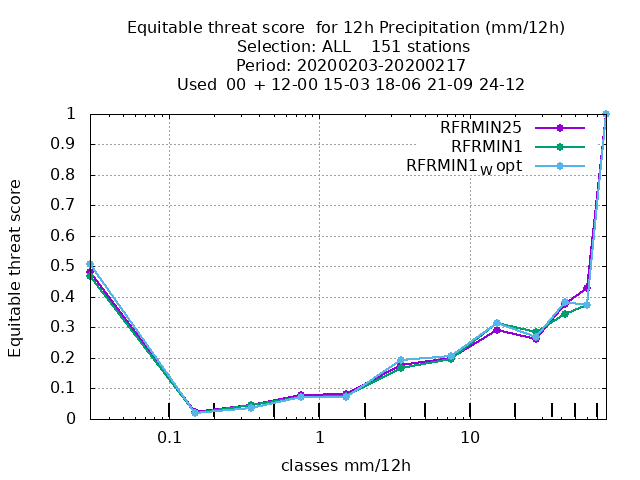 Equitable threat score  for 12h Precipitation (mm/12h)
Selection: ALL    151 stations
Period: 20200203-20200217
Used  00 + 12-00 15-03 18-06 21-09 24-12
RFRMIN25
RFRMIN1
RFRMIN1W opt
Equitable threat score
1
0.9
0.8
0.7
0.6
0.5
0.4
0.3
0.2
0.1
0
0.1
1
10
classes mm/12h